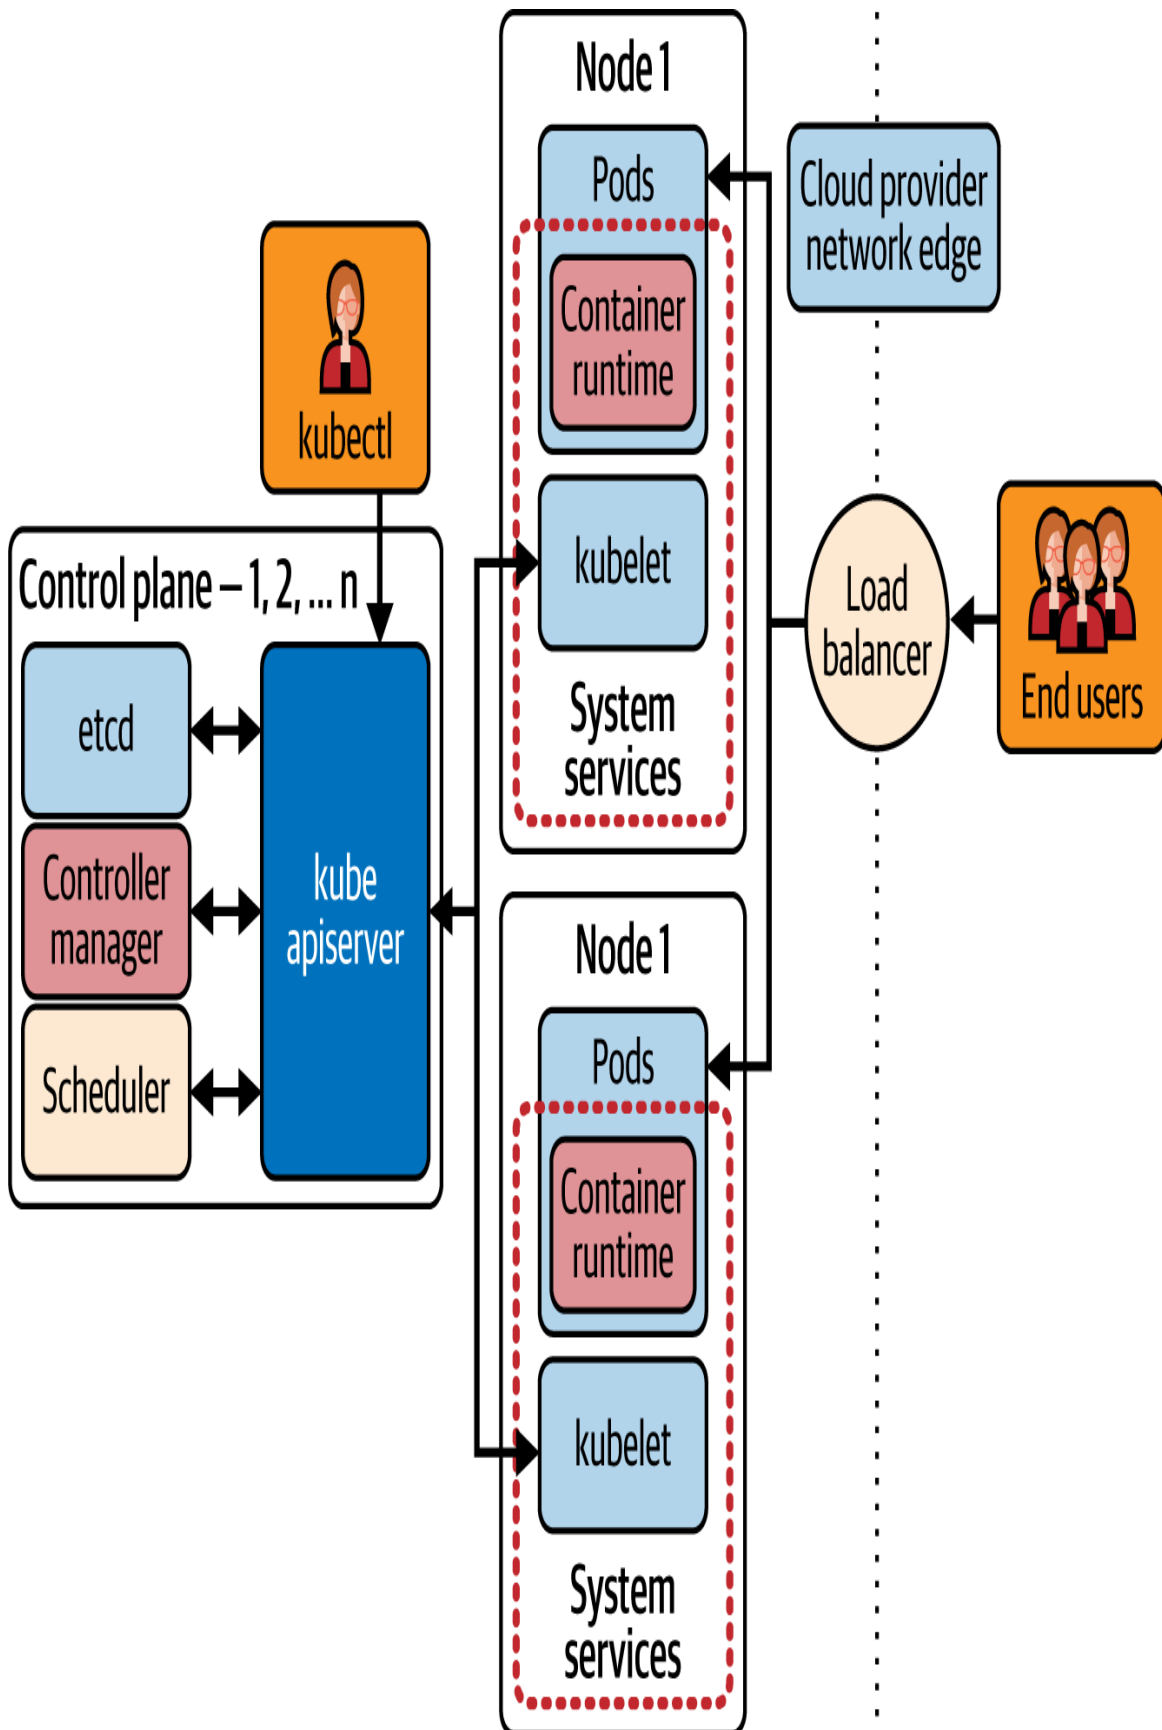 Node 1
Pods
Container
runtime
kubelet
System
services
Cloud provider
network edge
kubectl
Control plane – 1, 2, ... n
etcd
Controller
manager
Scheduler
kube
apiserver
Load
balancer
End users
Node 1
Pods
Container
runtime
kubelet
System
services